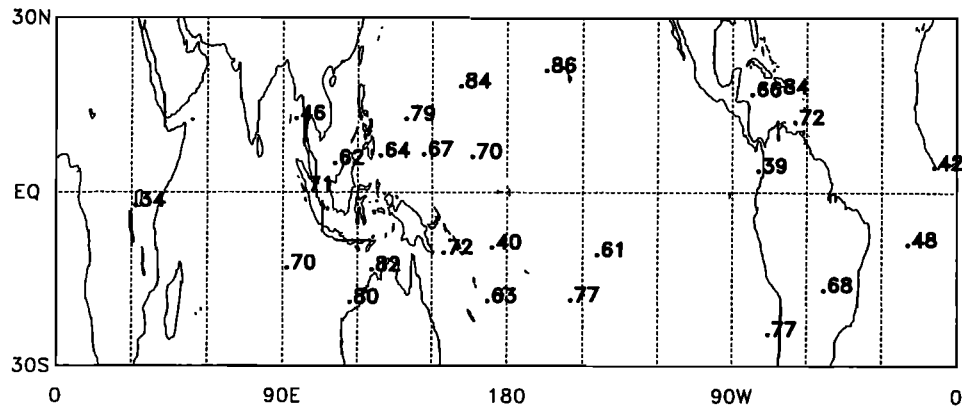 30N
.86
.84
.66 .84
.46 .79 .72
.62 .64 .67 .70 .39 .42
.71
EQ .34
.72 .40 .61 .48
.70 .82
.80 .63 .77 .68
.77
30S
0 90E 180 90W 0